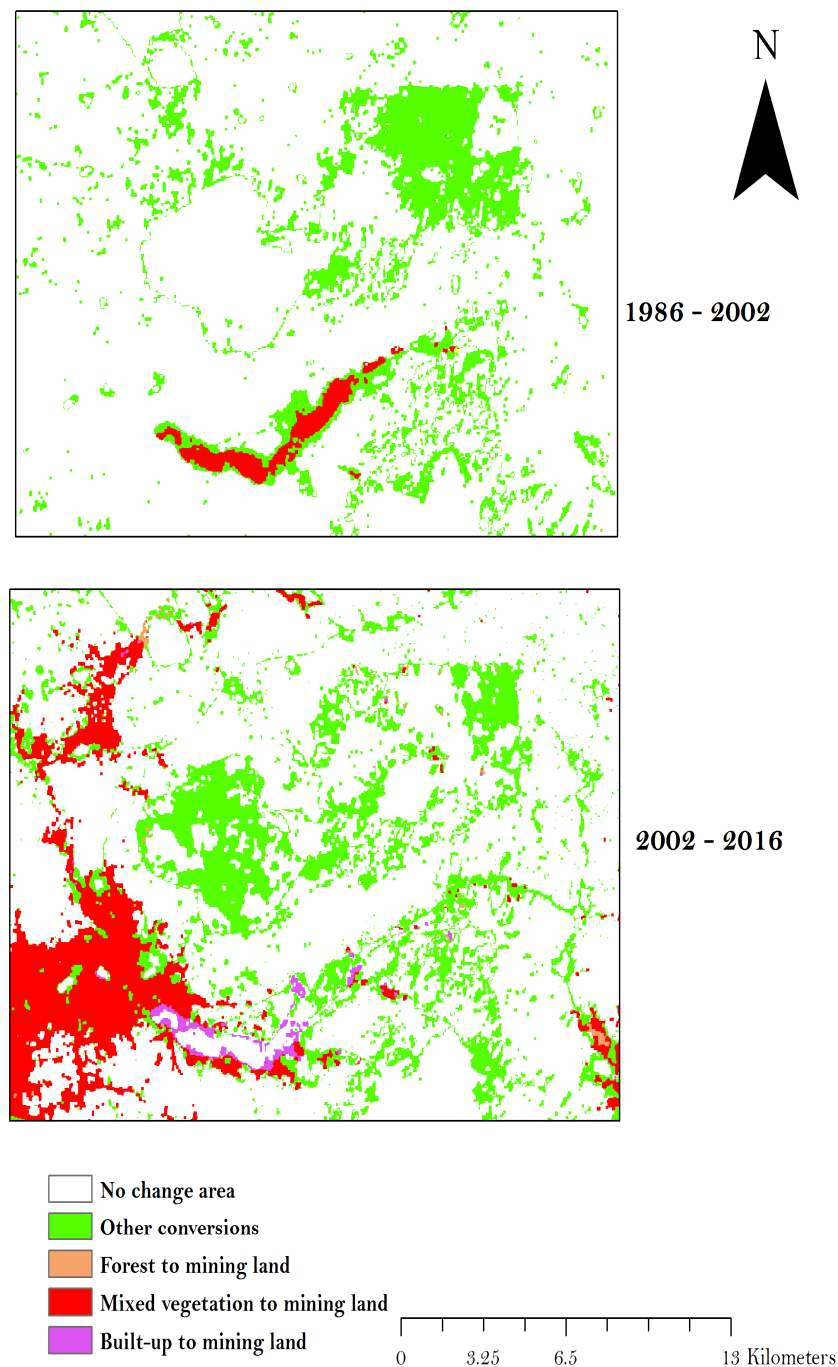 N
1986 - 2002
2002 - 2016
No change area
Other conversions
Forest to mining land
Mixed vegetation to mining land
Built-up to mining land
0 3.25 6.5 13 Kilometers